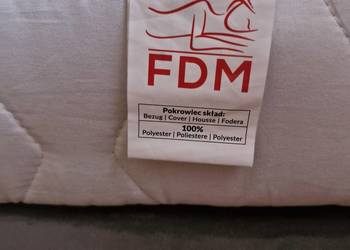 FDM
Pokrowiec skład:
Bezug | Cover | Housse | Fodera
100%
Polyester | Poliestere | Polyester